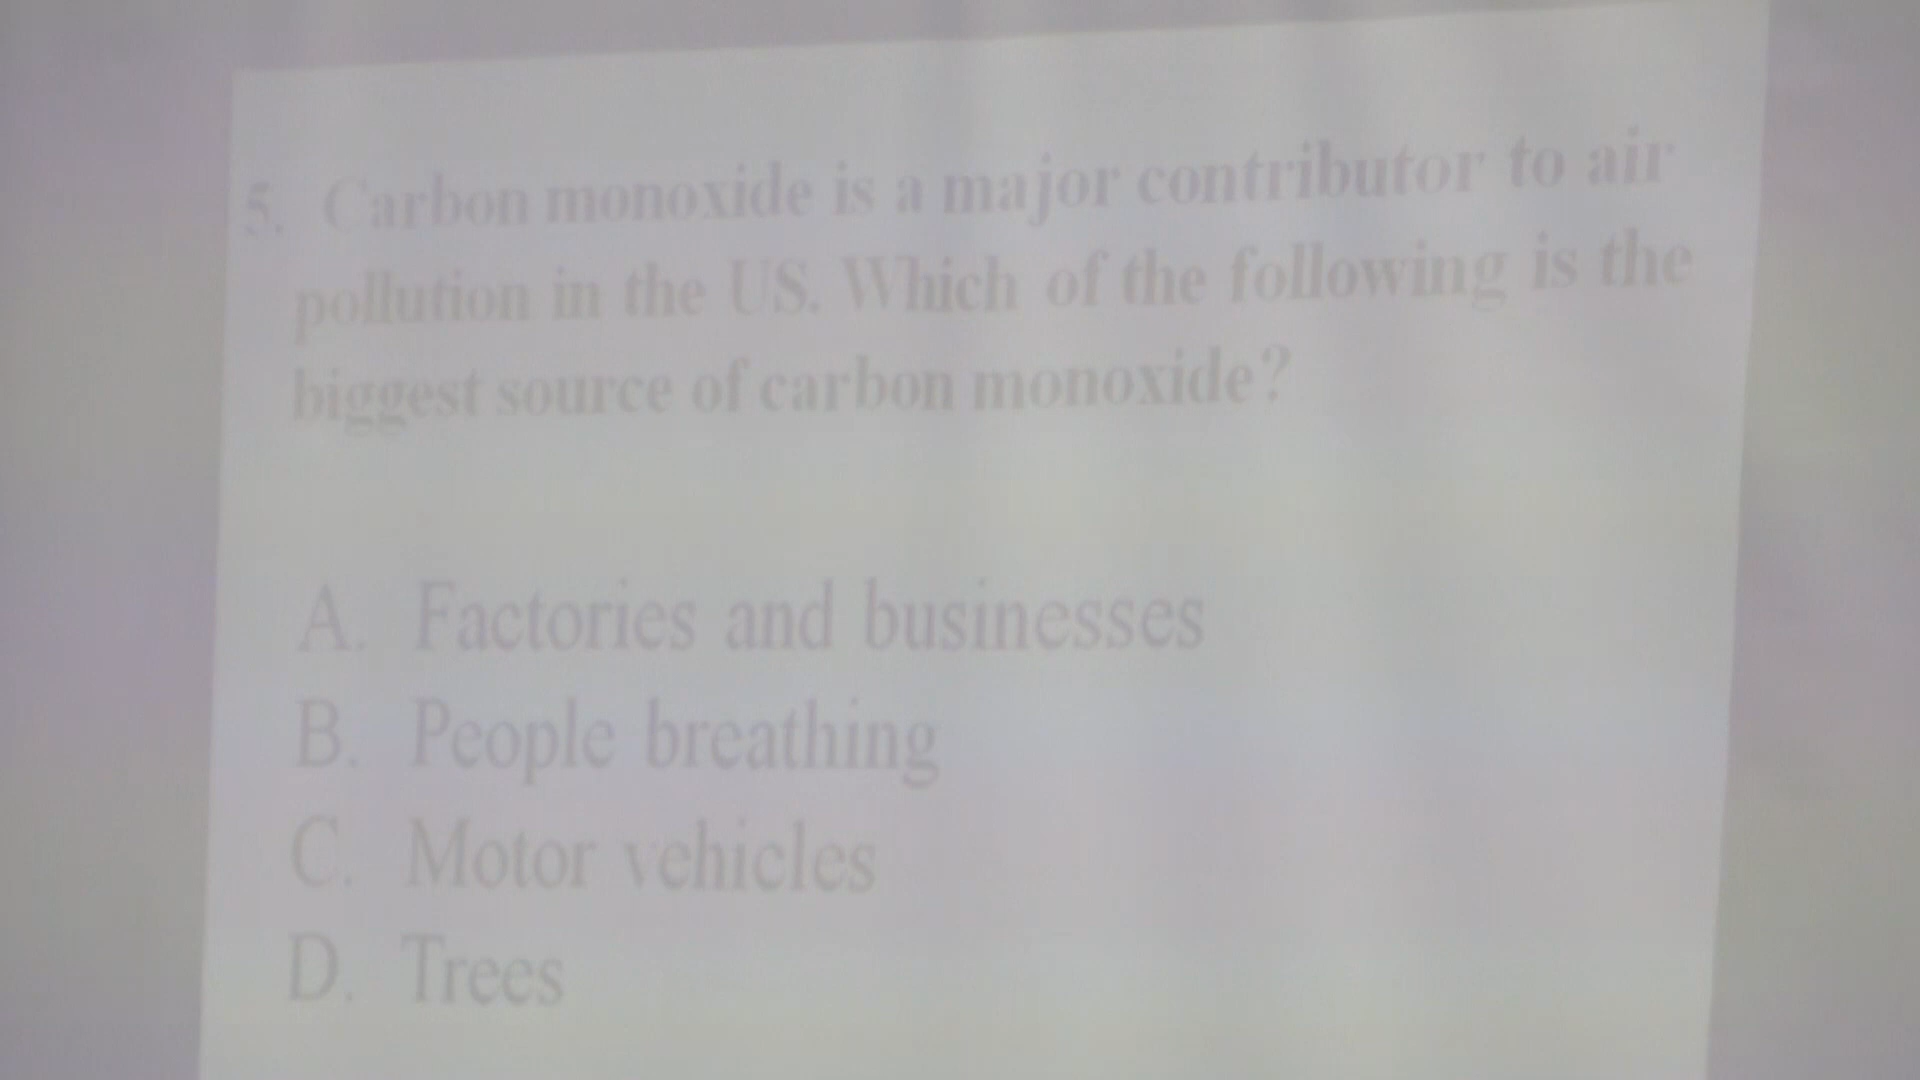 5. Carbon monoxide is a major contributor to air
pollution in the US. Which of the following is the
biggest source of carbon monoxide?
A. Factories and businesses
B. People breathing
C. Motor vehicles
D. Trees